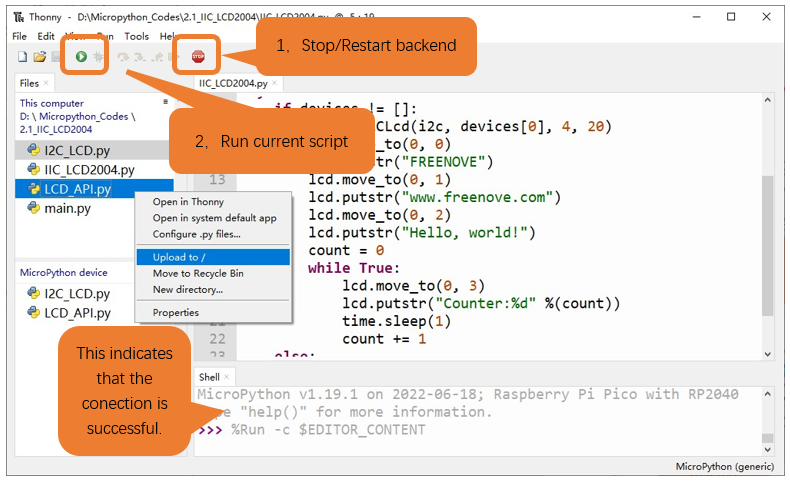 Thonny - D:\Micropython_Codes\2.1_IIC_LCD2004\IIC_LCD2004.py @ 5 : 19
File Edit View Run Tools Help
1，Stop/Restart backend
STOP
Files
IIC_LCD2004.py
This computer
D: \ Micropython_Codes \
2.1_IIC_LCD2004
I2C_LCD.py
IIC_LCD2004.py
LCD_API.py
main.py
2，Run current script
if devices != []:
CLcd(i2c, devices[0], 4, 20)
_to(0, 0)
str("FREENOVE")
13 lcd.move_to(0, 1)
lcd.putstr("www.freenove.com")
lcd.move_to(0, 2)
lcd.putstr("Hello, world!")
count = 0
while True:
lcd.move_to(0, 3)
lcd.putstr("Counter:%d" %(count))
21 time.sleep(1)
22 count += 1
23 else:
Open in Thonny
Open in system default app
Configure .py files...
Upload to /
Move to Recycle Bin
New directory...
Properties
MicroPython device
I2C_LCD.py
LCD_API.py
This indicates
that the
conection is
successful.
Shell
MicroPython v1.19.1 on 2022-06-18; Raspberry Pi Pico with RP2040
"help()" for more information.
>>> %Run -c $EDITOR_CONTENT
MicroPython (generic)